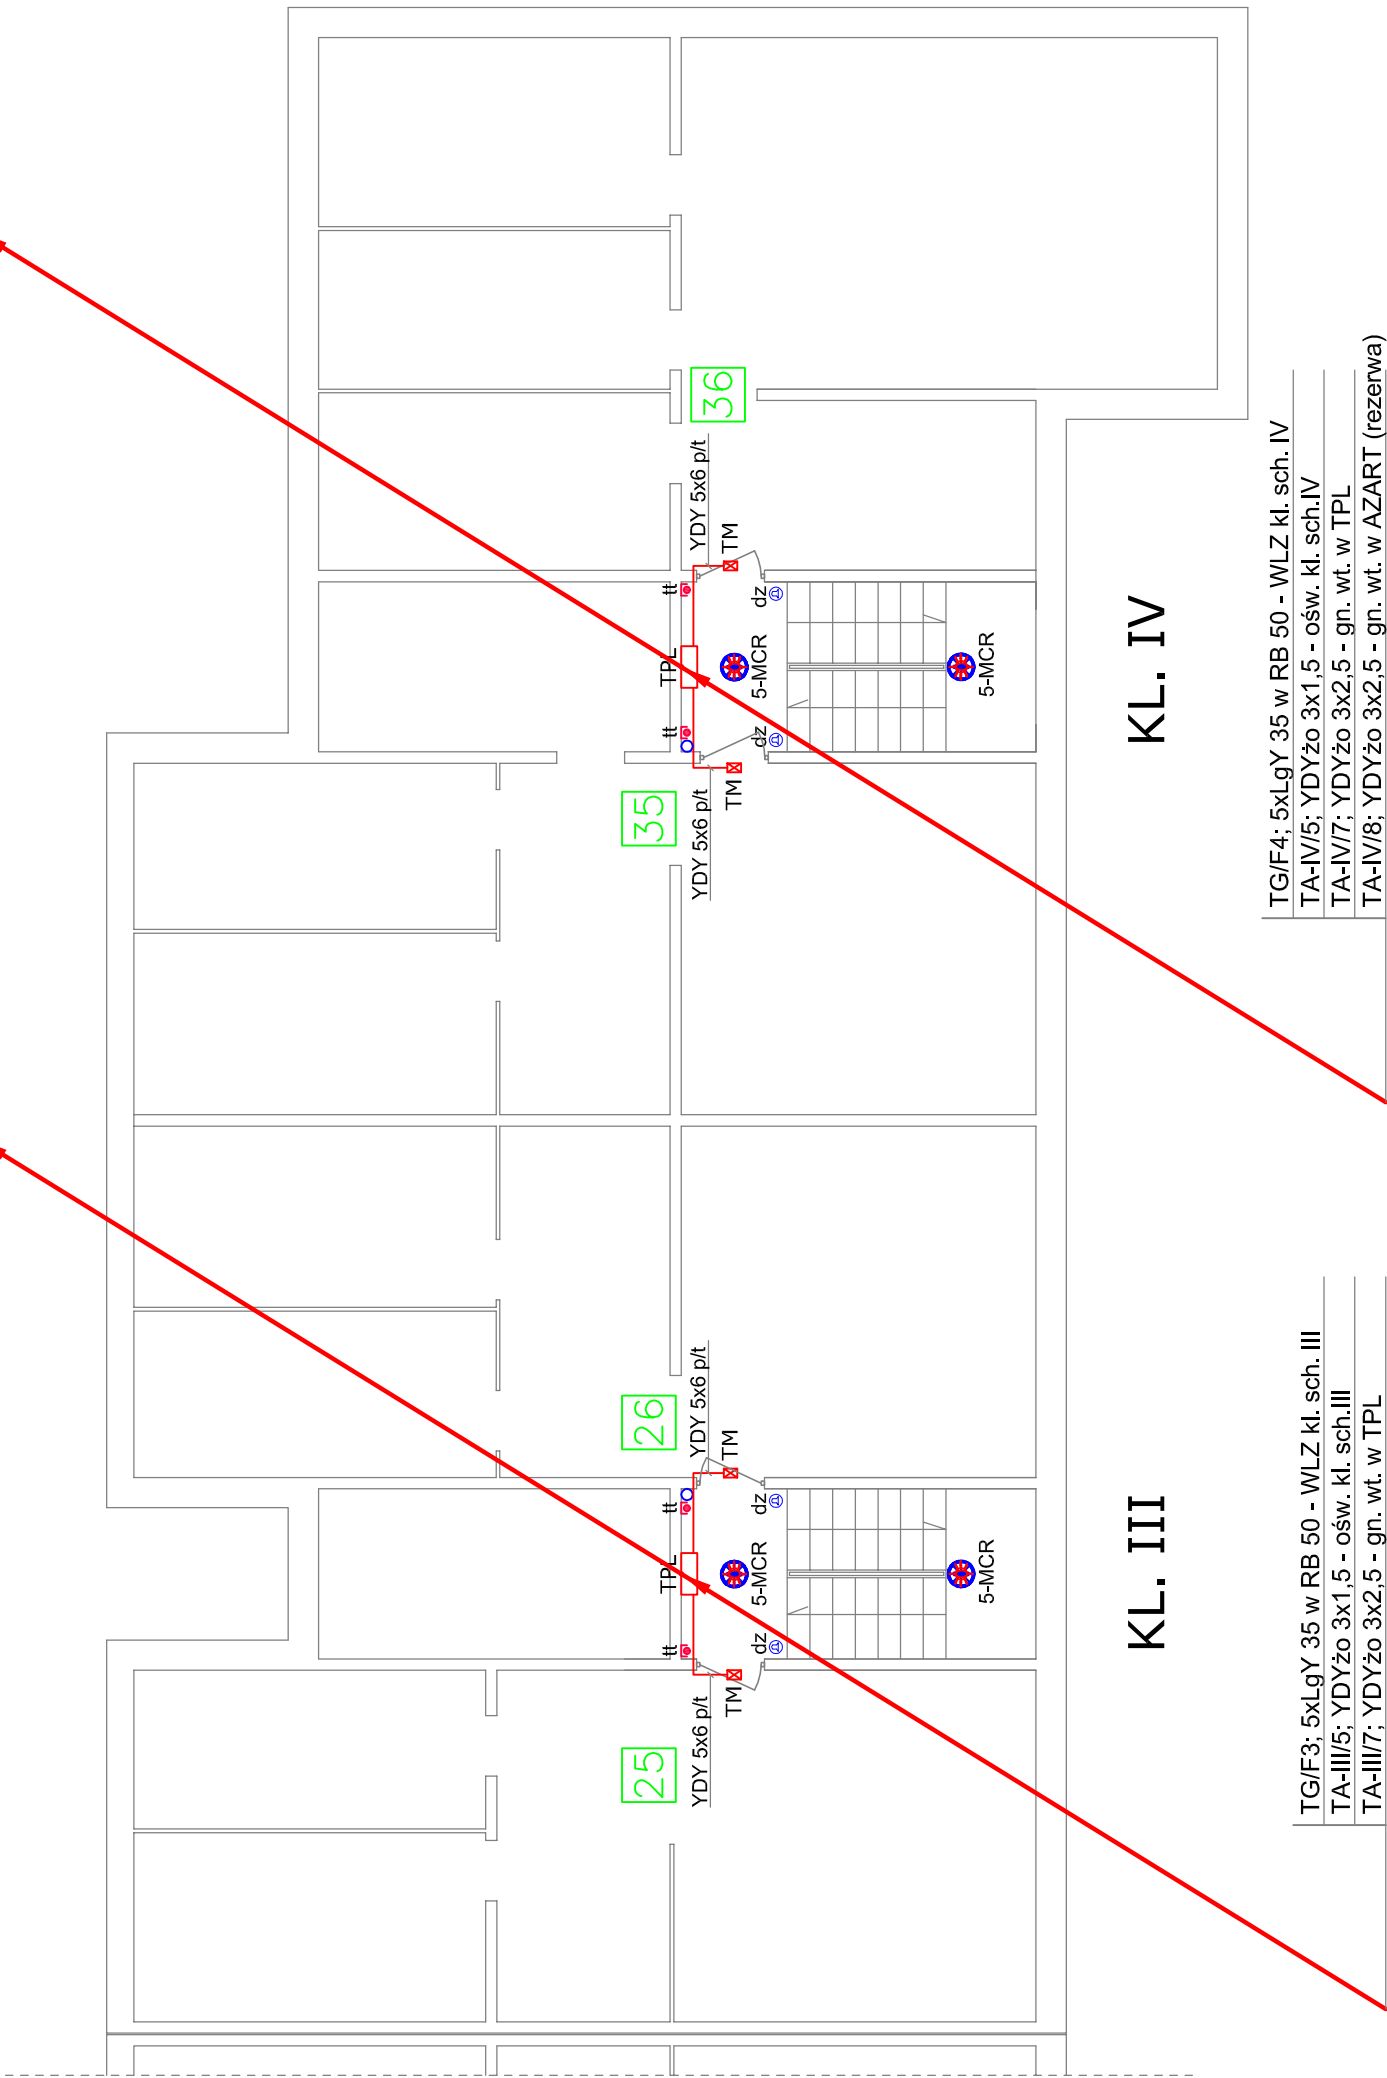 25
YDY 5x6 p/t
TM
tt
TPL
tt
dz
5-MCR
dz
5-MCR
26
YDY 5x6 p/t
TM
KL. III
TG/F3; 5xLgY 35 w RB 50 - WLZ kl. sch. III
TA-III/5; YDYżo 3x1,5 - ośw. kl. sch.III
TA-III/7; YDYżo 3x2,5 - gn. wt. w TPL
35
YDY 5x6 p/t
TM
tt
TPL
tt
dz
5-MCR
dz
5-MCR
36
YDY 5x6 p/t
TM
KL. IV
TG/F4; 5xLgY 35 w RB 50 - WLZ kl. sch. IV
TA-IV/5; YDYżo 3x1,5 - ośw. kl. sch.IV
TA-IV/7; YDYżo 3x2,5 - gn. wt. w TPL
TA-IV/8; YDYżo 3x2,5 - gn. wt. w AZART (rezerwa)